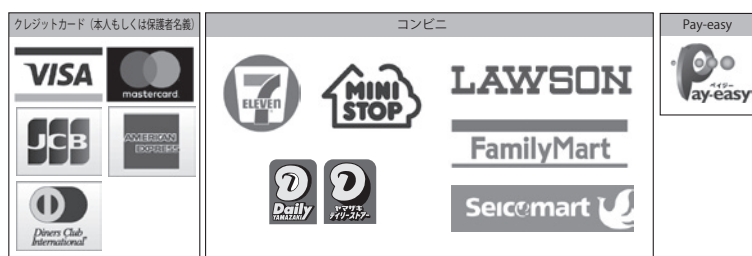 クレジットカード（本人もしくは保護者名義）
VISA
mastercard.
JCB
AMERICAN
EXPRESS
Diners Club
International®
コンビニ
7
ELEVEN
MINI
STOP
LAWSON
FamilyMart
Daily
YAMAZAKI
ヤマザキ
デイリーストアー
Seicomart
Pay-easy
ペイジー
Pay-easy